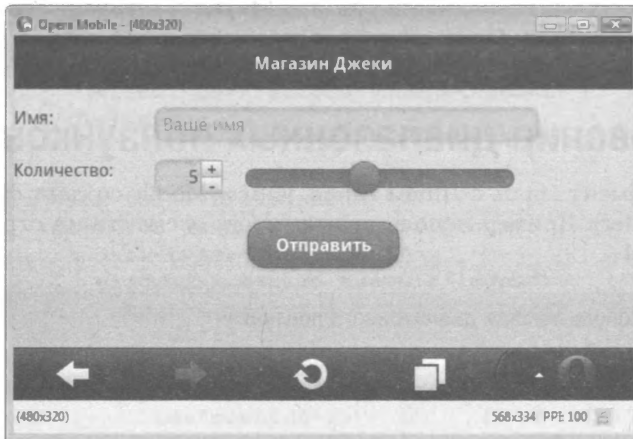 Opera Mobile - (480x320)
Магазин Джеки
Имя:
Ваше имя
Количество:
5
Отправить
(480x320)
568x334 PPI: 100